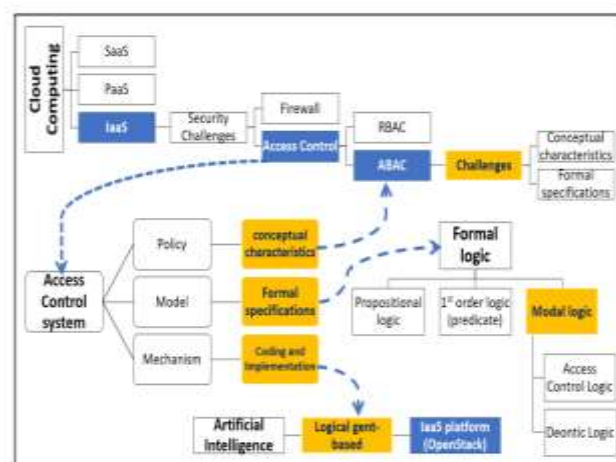 Cloud
Computing
SaaS
PaaS
IaaS
Security
Challenges
Firewall
Access Control
RBAC
ABAC
Challenges
Conceptual
characteristics
Formal
specifications
Access
Control
system
Policy
Model
Mechanism
conceptual
characteristics
Formal
specifications
Coding and
Implementation
Formal
logic
Propositional
logic
1st order logic
(predicate)
Modal logic
Access
Control Logic
Deontic Logic
Artificial
Intelligence
Logical gent-
based
IaaS platform
(OpenStack)